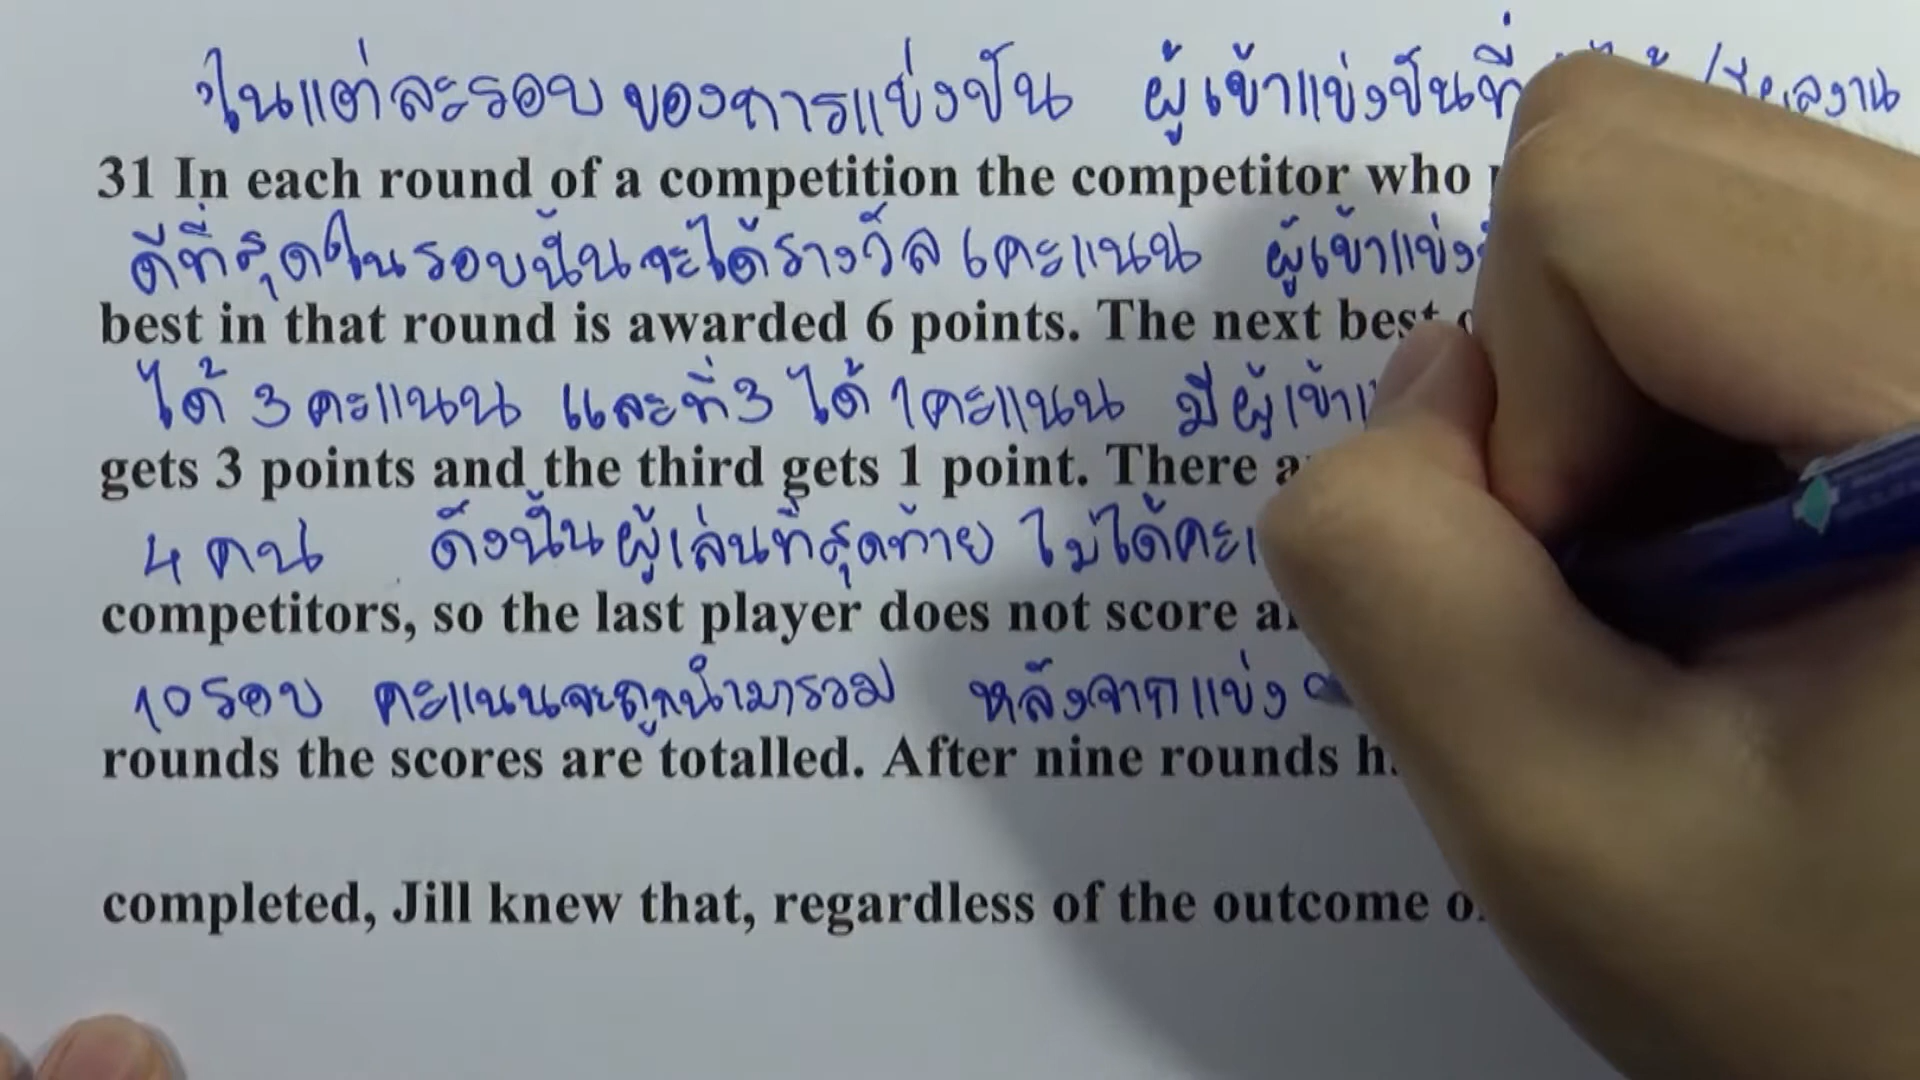 ในแต่ละรอบ ของการแข่งขัน ผู้เข้าแข่งขันที่ ผลงาน
31 In each round of a competition the competitor who
ดีที่สุดในรอบนั้นจะได้รางวัล 6 คะแนน ผู้เข้าแข่ง
best in that round is awarded 6 points. The next best
ได้ 3 คะแนน และที่ 3 ได้ 1 คะแนน มีผู้เข้า
gets 3 points and the third gets 1 point. There
4 คน ดังนั้นผู้เล่นที่สุดท้าย ไม่ได้คะแ
competitors, so the last player does not score
10 รอบ คะแนนจะถูกนำมารวม หลังจากแข่ง
rounds the scores are totalled. After nine rounds
completed, Jill knew that, regardless of the outcome